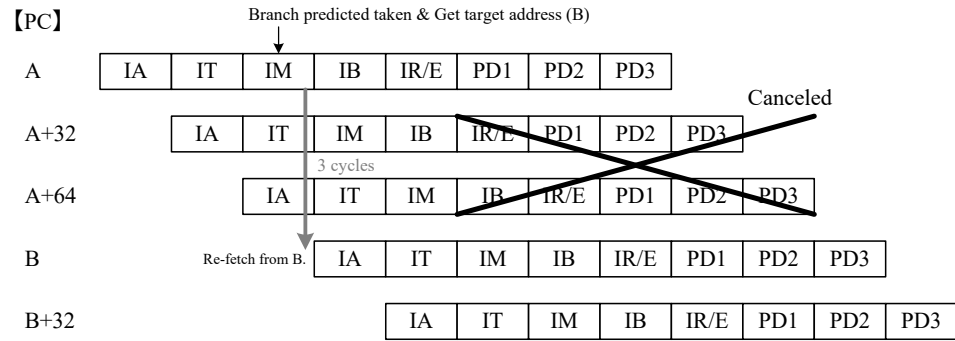 Branch predicted taken & Get target address (B)
【PC】
A IA IT IM IB IR/E PD1 PD2 PD3
Canceled
A+32 IA IT IM IB IR/E PD1 PD2 PD3
3 cycles
A+64 IA IT IM IB IR/E PD1 PD2 PD3
B Re-fetch from B. IA IT IM IB IR/E PD1 PD2 PD3
B+32 IA IT IM IB IR/E PD1 PD2 PD3